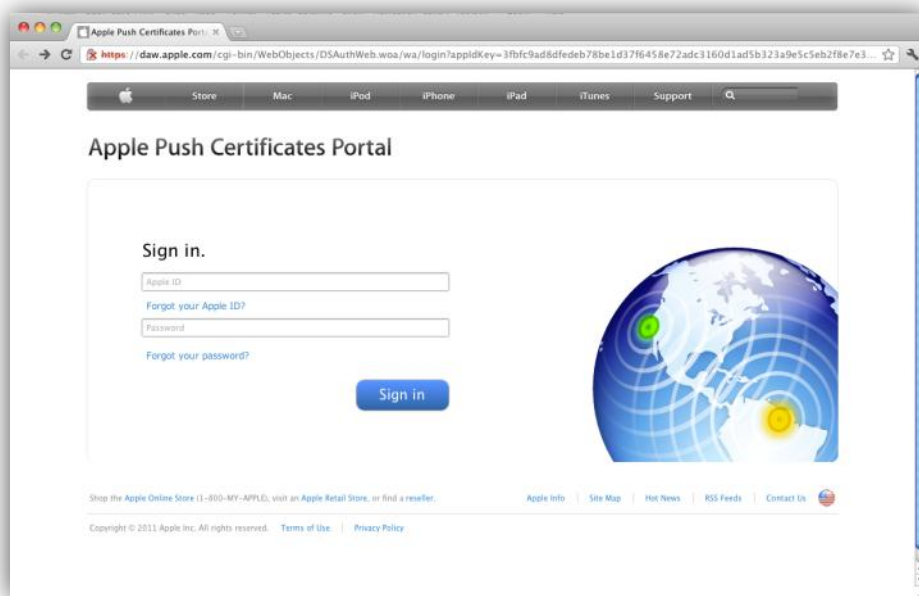 Apple Push Certificates Port
https://daw.apple.com/cgi-bin/WebObjects/DSAuthWeb.woa/wa/login?appIdKey=3fbfc9ad8dfedeb78be1d37f6458e72adc3160d1ad5b323a9e5c5eb2f8e7e3...
Store Mac iPod iPhone iPad iTunes Support
Apple Push Certificates Portal
Sign in.
Apple ID
Forgot your Apple ID?
Password
Forgot your password?
Sign in
Shop the Apple Online Store (1-800-MY-APPLE), visit an Apple Retail Store, or find a reseller. Apple Info Site Map Hot News RSS Feeds Contact Us
Copyright © 2011 Apple Inc. All rights reserved. Terms of Use Privacy Policy